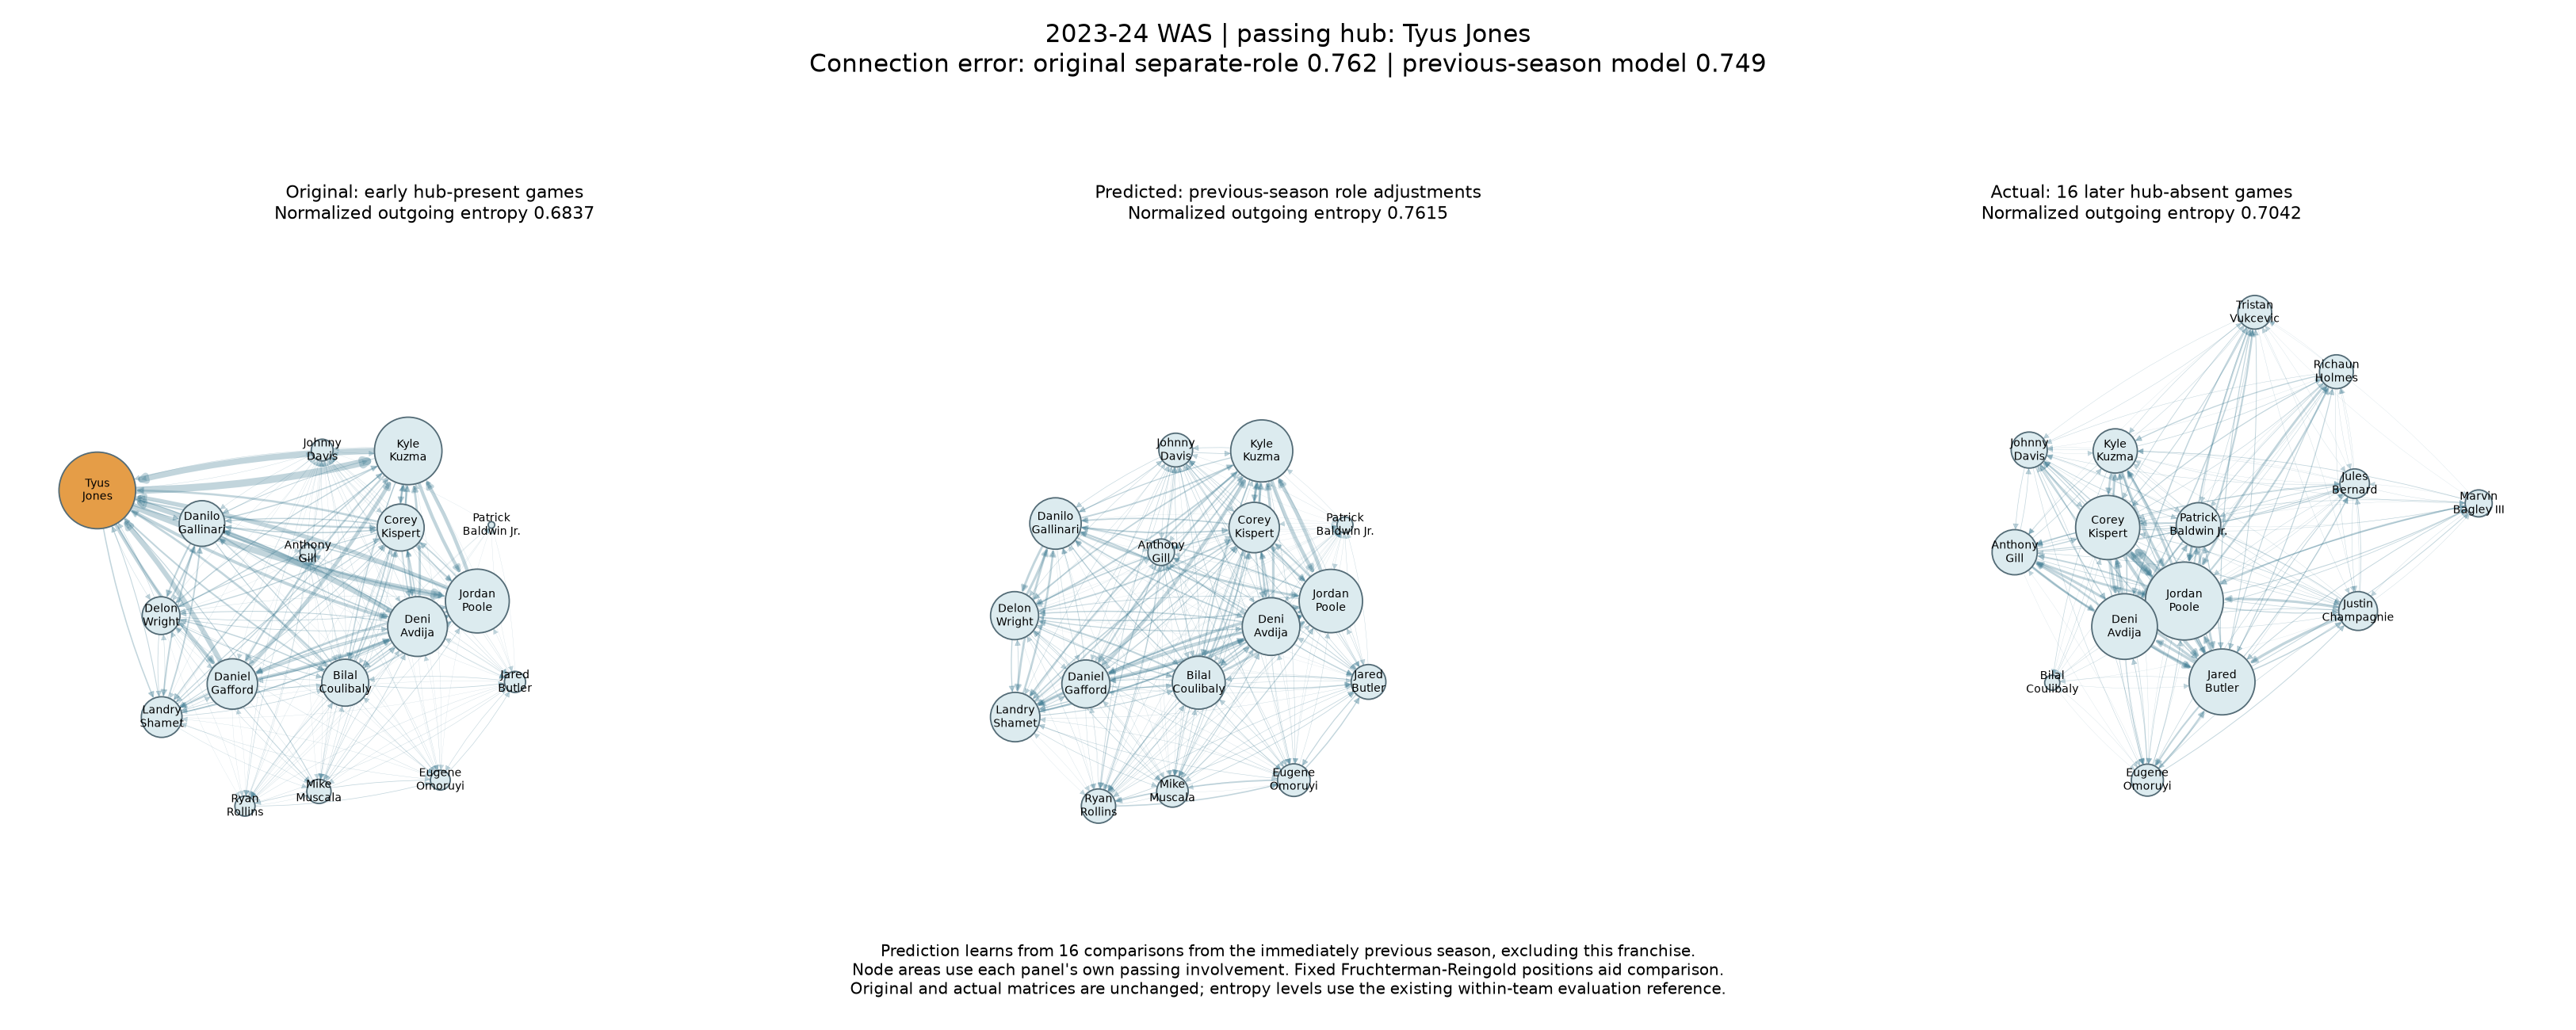 2023-24 WAS | passing hub: Tyus Jones
Connection error: original separate-role 0.762 | previous-season model 0.749
Original: early hub-present games
Normalized outgoing entropy 0.6837
Tyus
Jones
Johnny
Davis
Kyle
Kuzma
Danilo
Gallinari
Corey
Kispert
Patrick
Baldwin Jr.
Anthony
Gill
Delon
Wright
Jordan
Poole
Deni
Avdija
Daniel
Gafford
Bilal
Coulibaly
Jared
Butler
Landry
Shamet
Ryan
Rollins
Mike
Muscala
Eugene
Omoruyi
Predicted: previous-season role adjustments
Normalized outgoing entropy 0.7615
Johnny
Davis
Kyle
Kuzma
Danilo
Gallinari
Corey
Kispert
Patrick
Baldwin Jr.
Anthony
Gill
Delon
Wright
Jordan
Poole
Deni
Avdija
Daniel
Gafford
Bilal
Coulibaly
Jared
Butler
Landry
Shamet
Ryan
Rollins
Mike
Muscala
Eugene
Omoruyi
Actual: 16 later hub-absent games
Normalized outgoing entropy 0.7042
Tristan
Vukcevic
Richaun
Holmes
Johnny
Davis
Kyle
Kuzma
Jules
Bernard
Marvin
Bagley III
Corey
Kispert
Patrick
Baldwin Jr.
Anthony
Gill
Jordan
Poole
Justin
Champagnie
Deni
Avdija
Bilal
Coulibaly
Jared
Butler
Eugene
Omoruyi
Prediction learns from 16 comparisons from the immediately previous season, excluding this franchise.
Node areas use each panel's own passing involvement. Fixed Fruchterman-Reingold positions aid comparison.
Original and actual matrices are unchanged; entropy levels use the existing within-team evaluation reference.